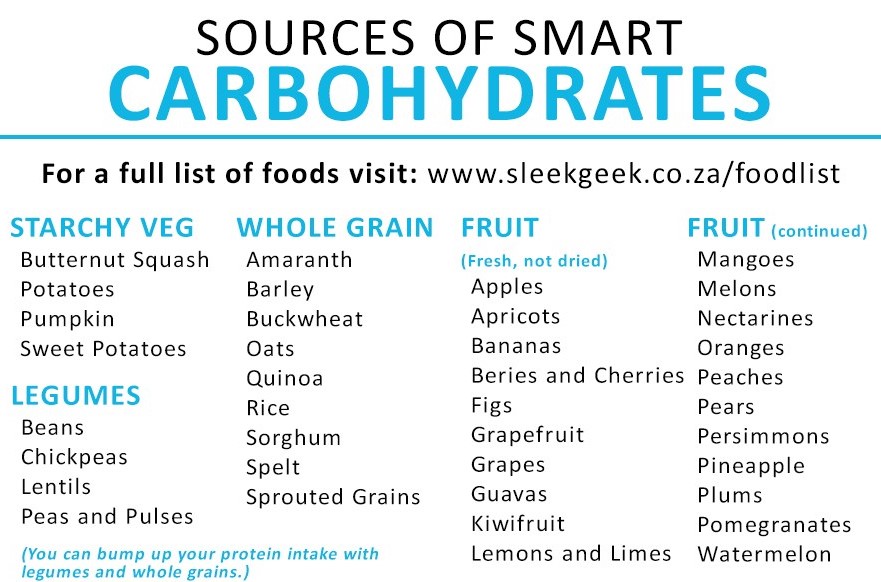 SOURCES OF SMART
CARBOHYDRATES
For a full list of foods visit: www.sleekgeek.co.za/foodlist
STARCHY VEG
Butternut Squash
Potatoes
Pumpkin
Sweet Potatoes
LEGUMES
Beans
Chickpeas
Lentils
Peas and Pulses
(You can bump up your protein intake with
legumes and whole grains.)
WHOLE GRAIN
Amaranth
Barley
Buckwheat
Oats
Quinoa
Rice
Sorghum
Spelt
Sprouted Grains
FRUIT
(Fresh, not dried)
Apples
Apricots
Bananas
Beries and Cherries
Figs
Grapefruit
Grapes
Guavas
Kiwifruit
Lemons and Limes
FRUIT (continued)
Mangoes
Melons
Nectarines
Oranges
Peaches
Pears
Persimmons
Pineapple
Plums
Pomegranates
Watermelon